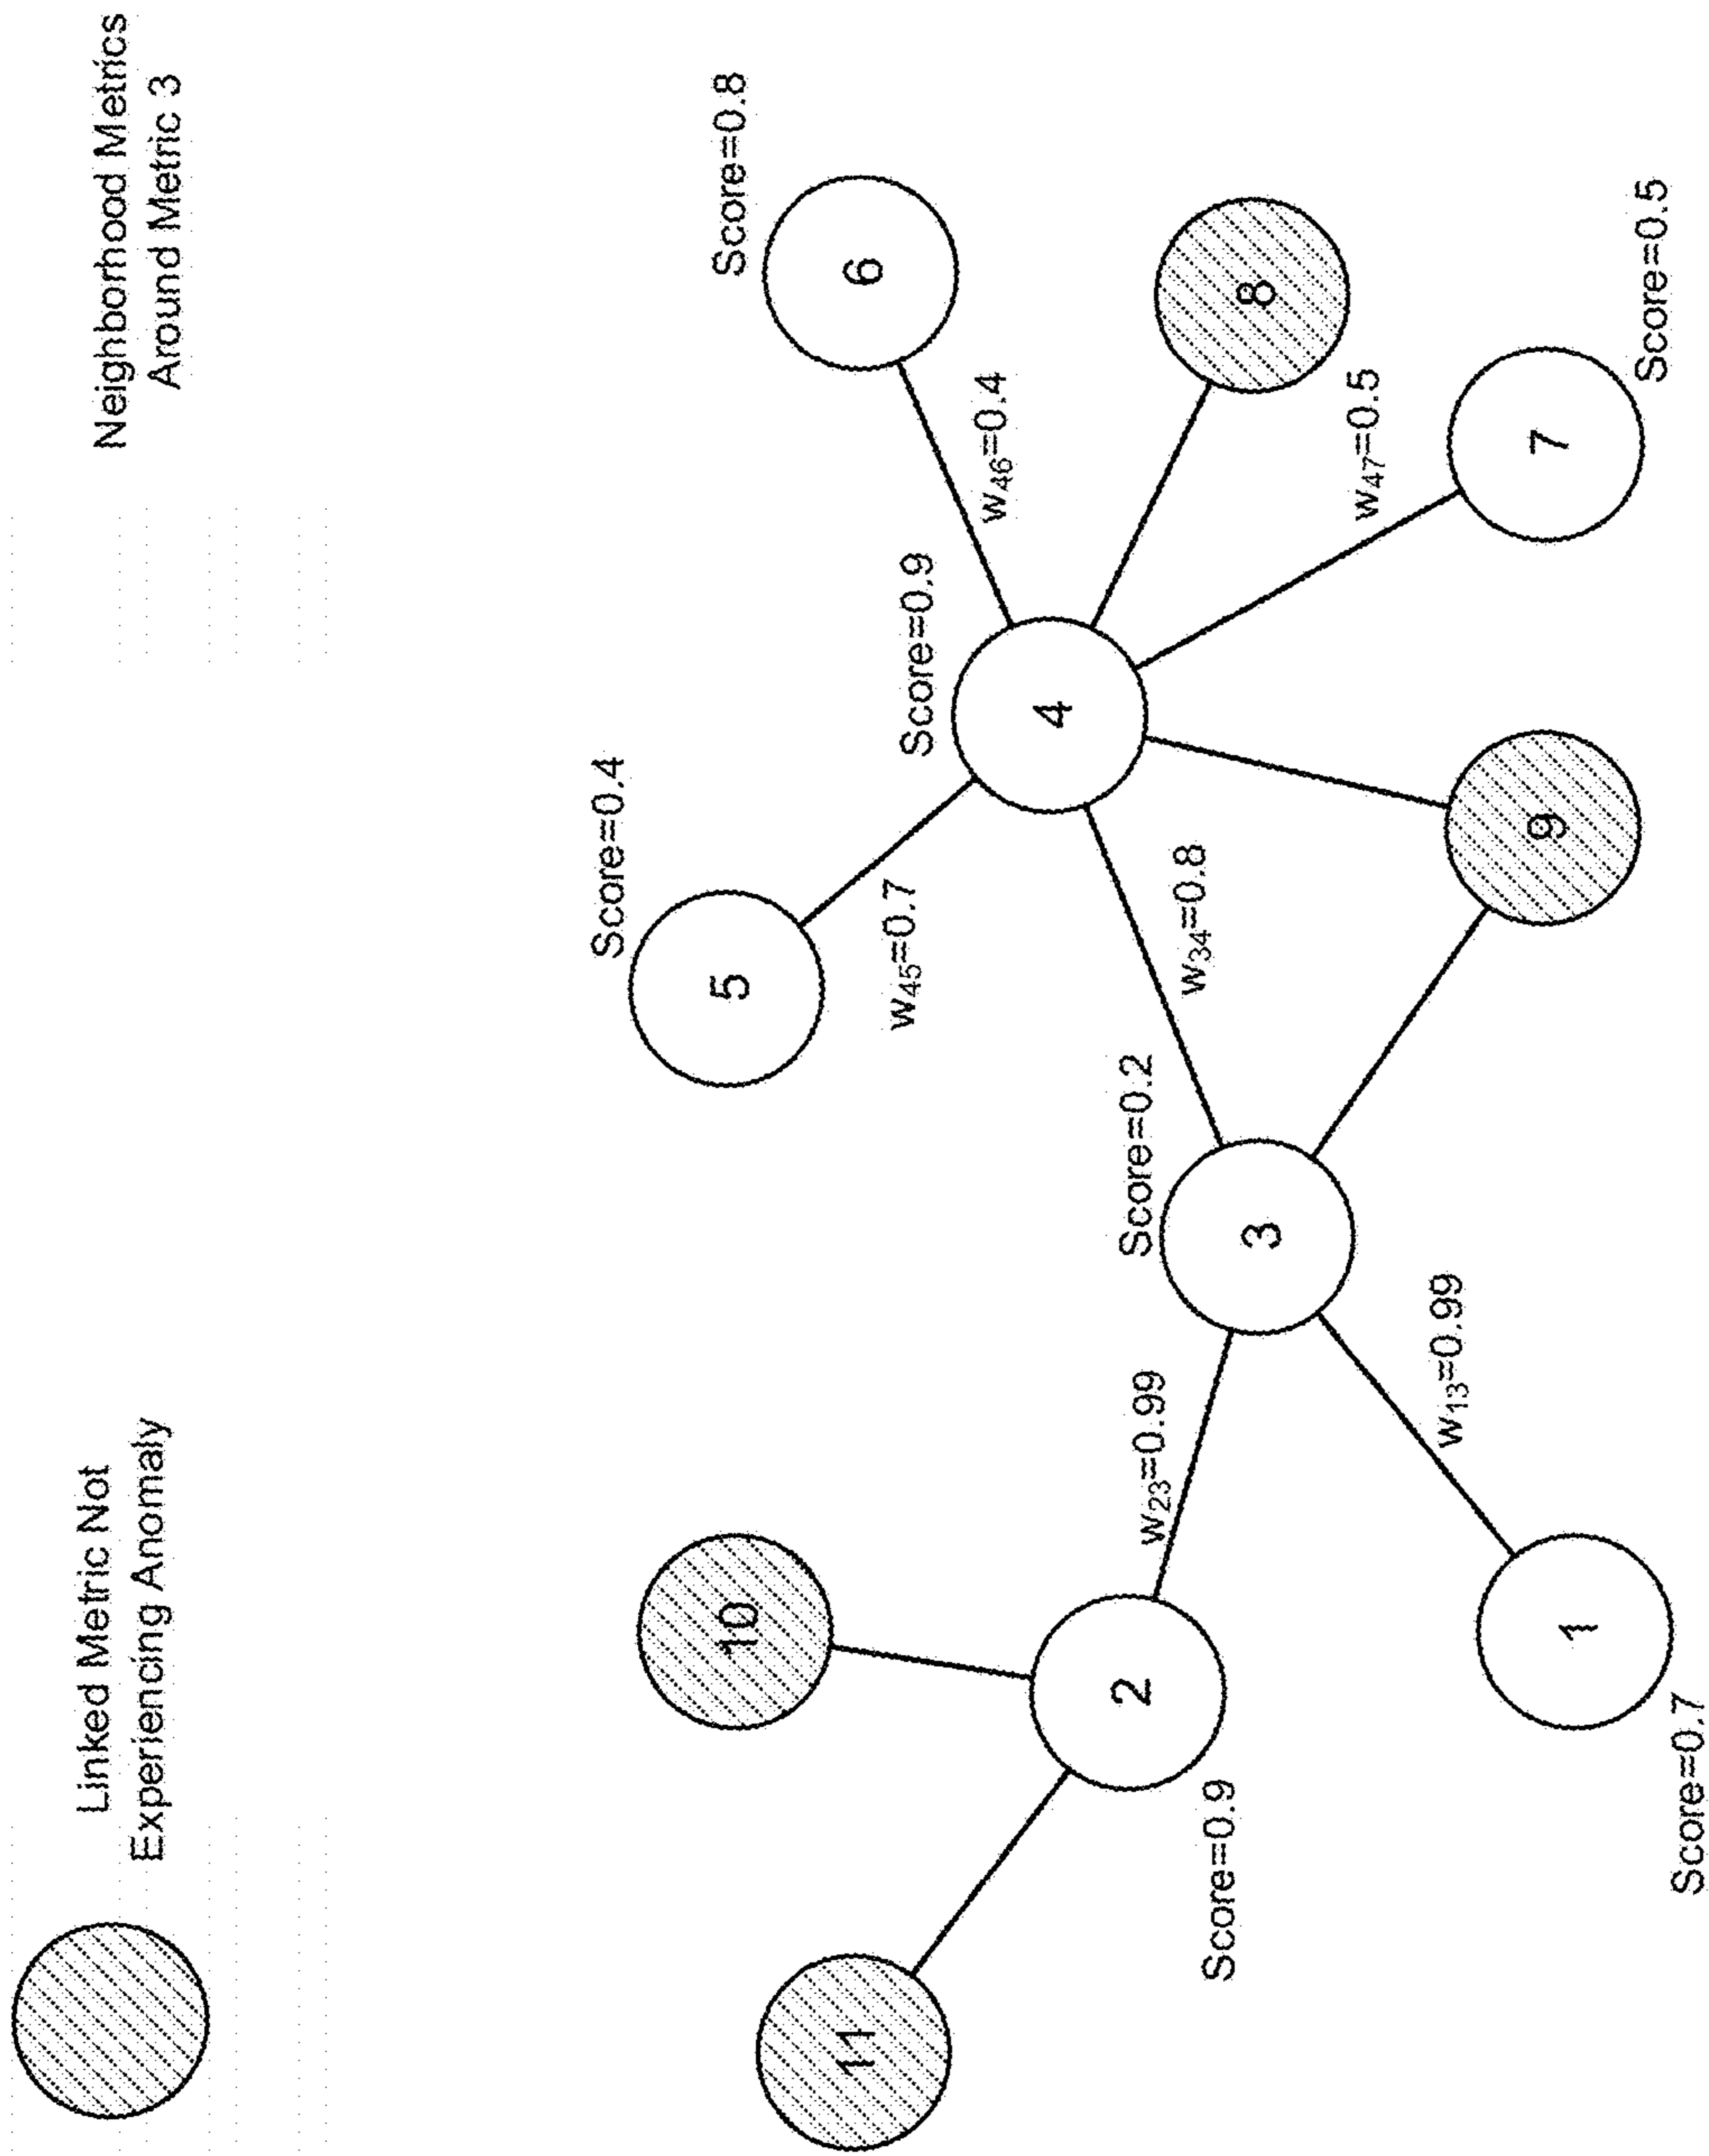 Linked Metric Not
Experiencing Anomaly
Neighborhood Metrics
Around Metric 3
11
10
2
Score=0.9
1
Score=0.7
w23=0.99
w13=0.99
3
Score=0.2
w34=0.8
9
5
Score=0.4
w45=0.7
4
Score=0.9
w46=0.4
6
Score=0.8
8
w47=0.5
7
Score=0.5